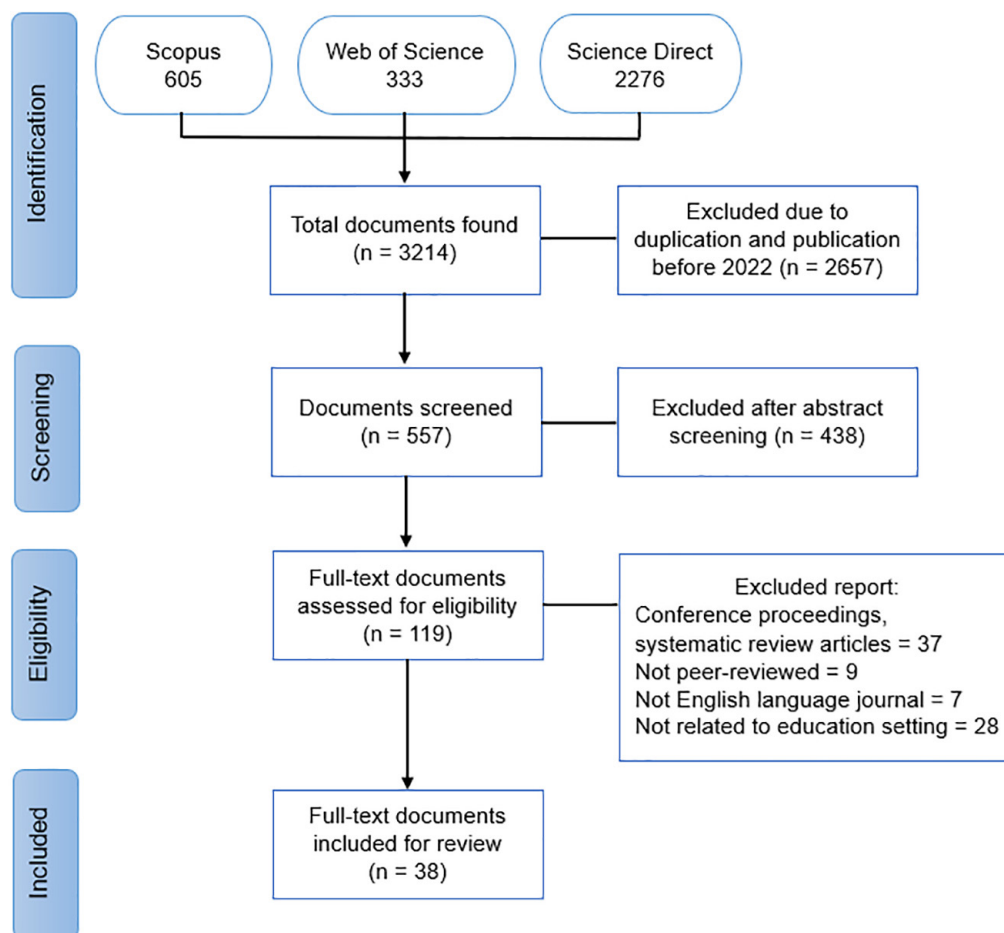 Identification
Scopus
605
Web of Science
333
Science Direct
2276
Total documents found
(n = 3214)
Excluded due to
duplication and publication
before 2022 (n = 2657)
Screening
Documents screened
(n = 557)
Excluded after abstract
screening (n = 438)
Eligibility
Full-text documents
assessed for eligibility
(n = 119)
Excluded report:
Conference proceedings,
systematic review articles = 37
Not peer-reviewed = 9
Not English language journal = 7
Not related to education setting = 28
Included
Full-text documents
included for review
(n = 38)